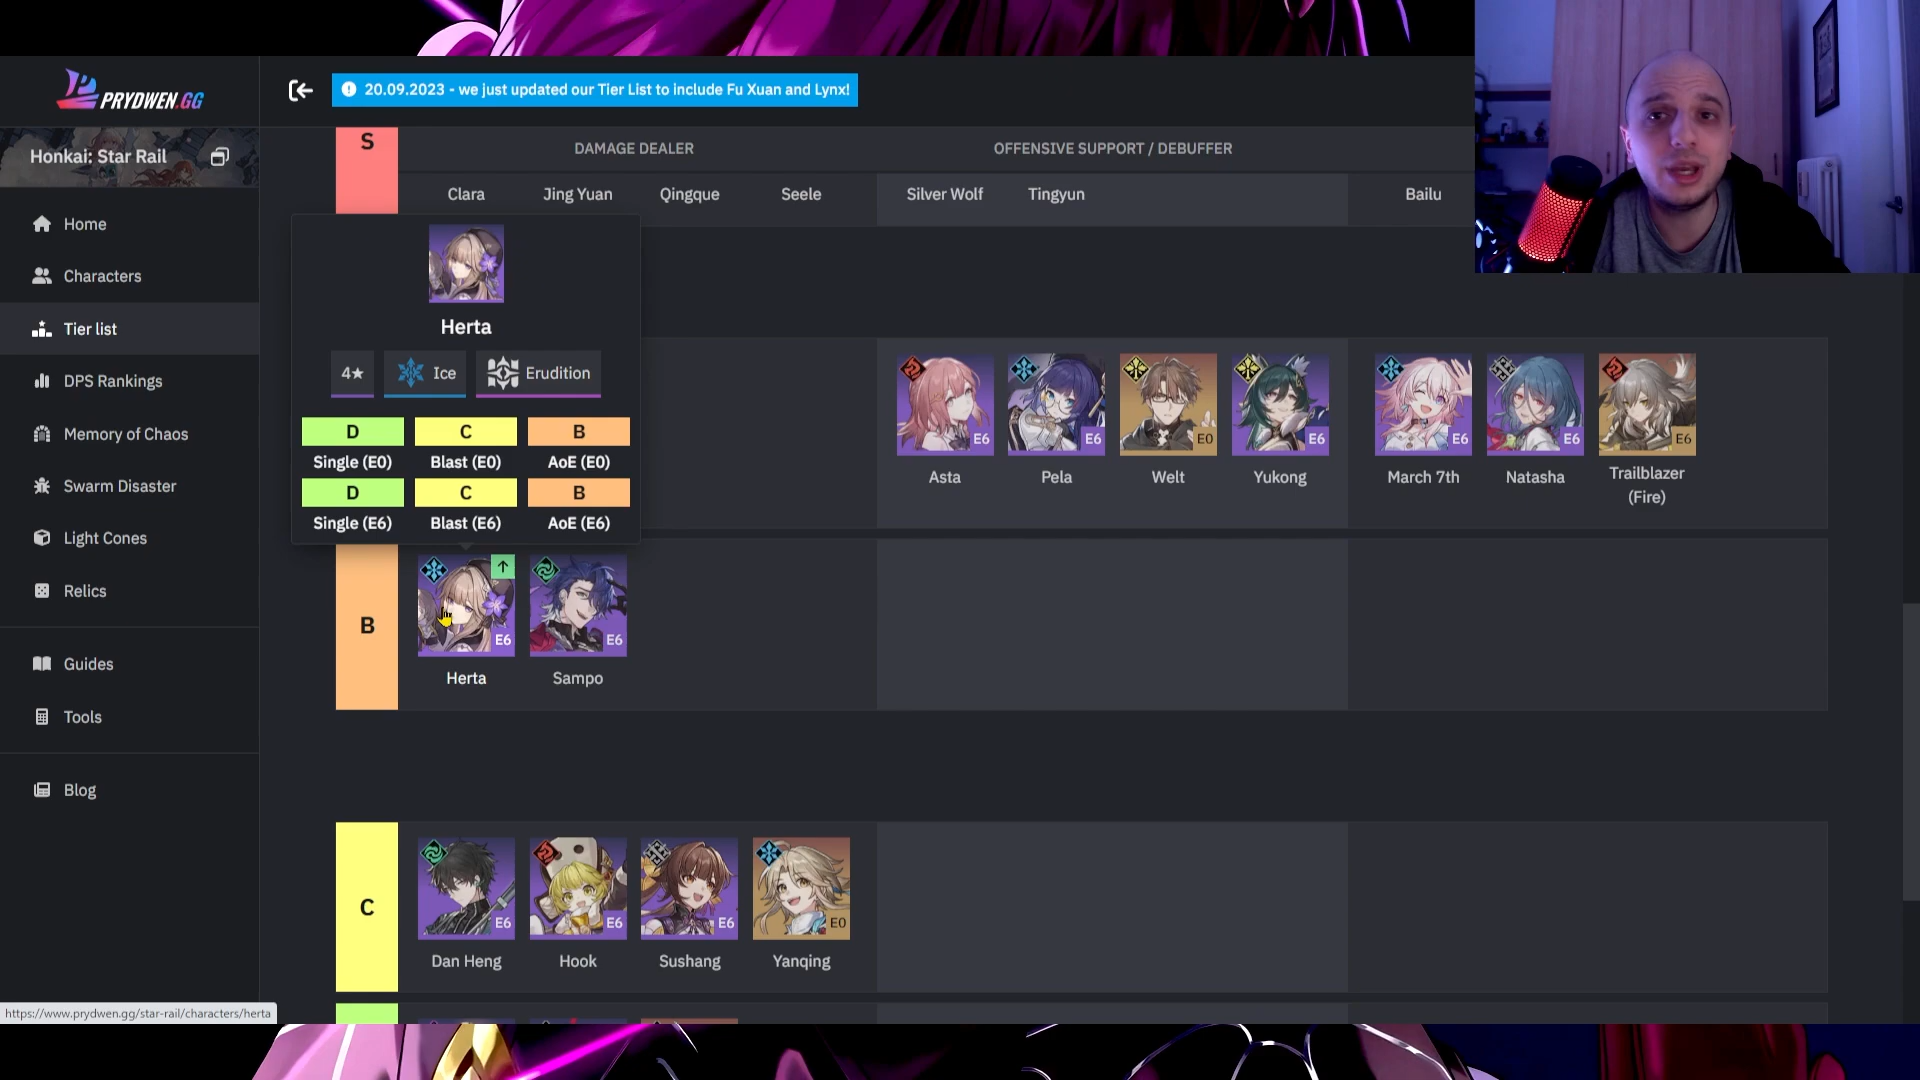 PRYDWEN.GG
20.09.2023 - we just updated our Tier List to include Fu Xuan and Lynx!
Honkai: Star Rail
Home
Characters
Tier list
DPS Rankings
Memory of Chaos
Swarm Disaster
Light Cones
Relics
Guides
Tools
Blog
S
DAMAGE DEALER
OFFENSIVE SUPPORT / DEBUFFER
Clara
Jing Yuan
Qingque
Seele
Silver Wolf
Tingyun
Bailu
Herta
4★
Ice
Erudition
D
C
B
Single (E0)
Blast (E0)
AoE (E0)
D
C
B
Single (E6)
Blast (E6)
AoE (E6)
E6
E6
E0
E6
E6
E6
E6
Asta
Pela
Welt
Yukong
March 7th
Natasha
Trailblazer
(Fire)
B
E6
E6
Herta
Sampo
C
E6
E6
E6
E0
Dan Heng
Hook
Sushang
Yanqing
https://www.prydwen.gg/star-rail/characters/herta